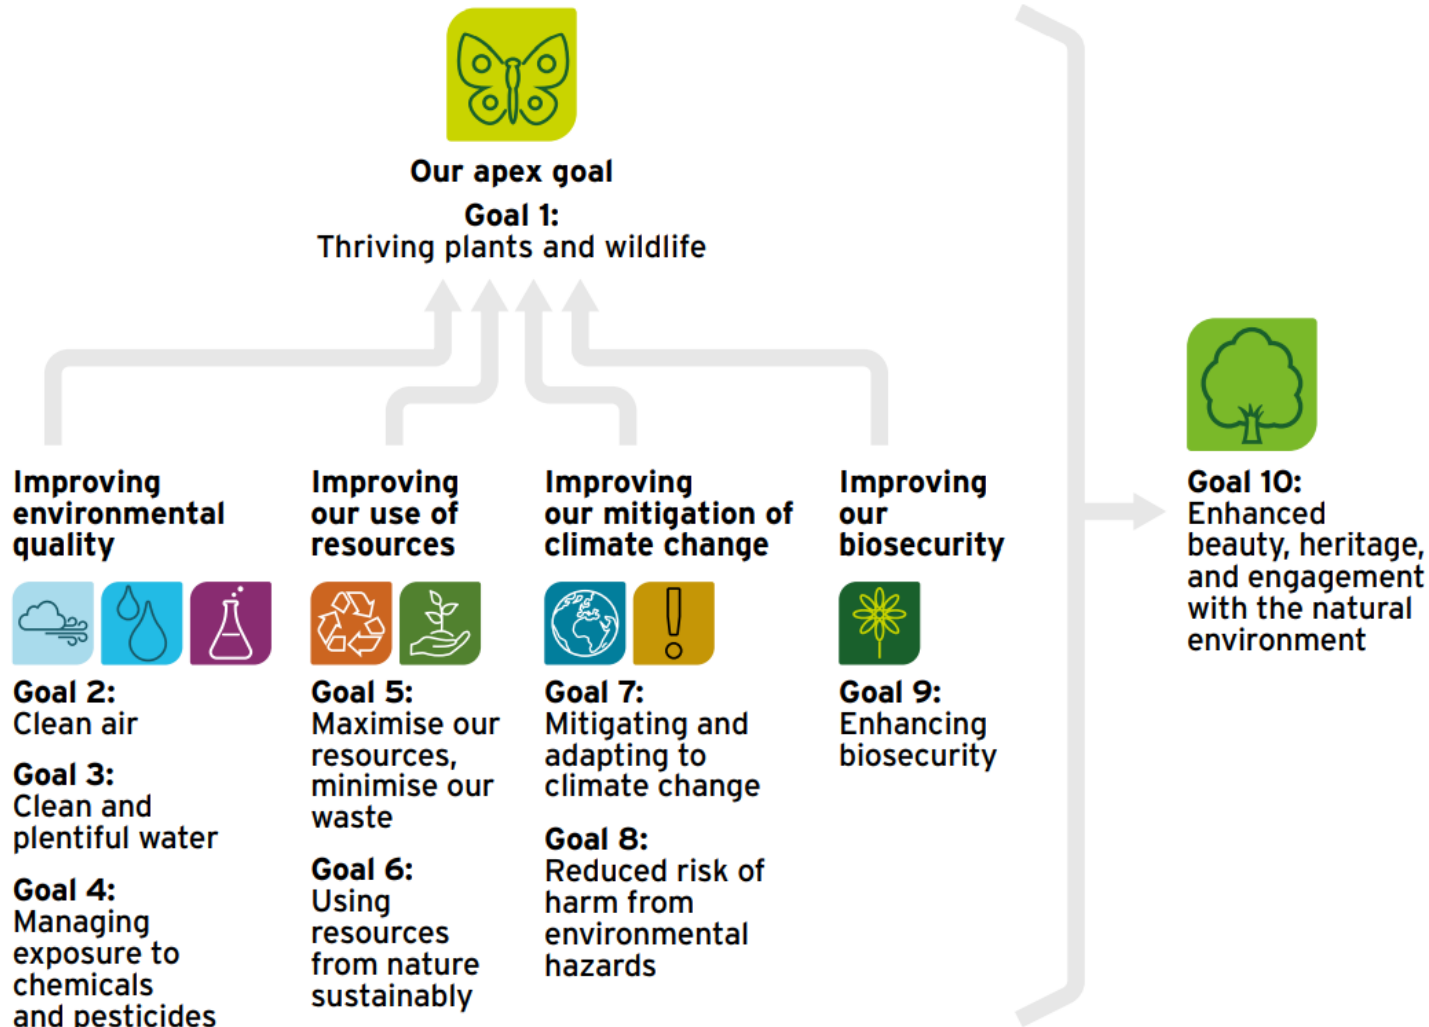 Our apex goal
Goal 1:
Thriving plants and wildlife
Improving
environmental
quality
Goal 2:
Clean air
Goal 3:
Clean and
plentiful water
Goal 4:
Managing
exposure to
chemicals
and pesticides
Improving
our use of
resources
Goal 5:
Maximise our
resources,
minimise our
waste
Goal 6:
Using
resources
from nature
sustainably
Improving
our mitigation of
climate change
Goal 7:
Mitigating and
adapting to
climate change
Goal 8:
Reduced risk of
harm from
environmental
hazards
Improving
our
biosecurity
Goal 9:
Enhancing
biosecurity
Goal 10:
Enhanced
beauty, heritage,
and engagement
with the natural
environment